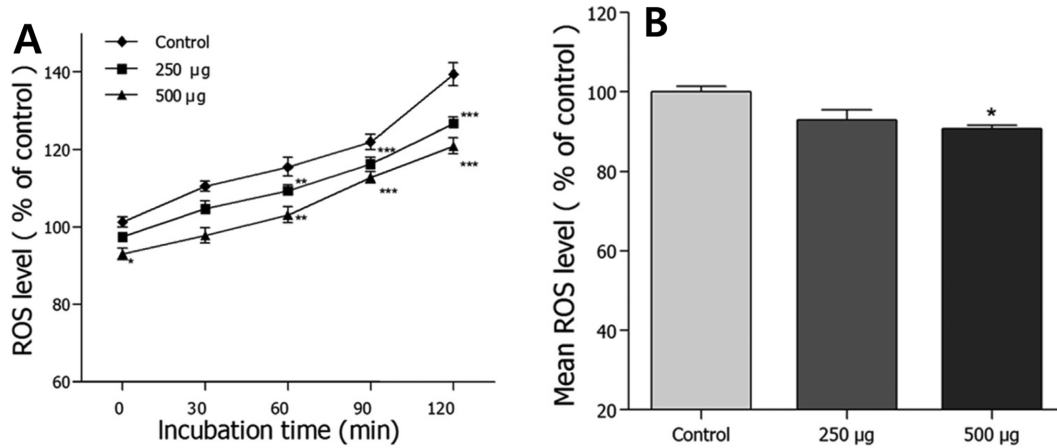 A
Control
250 µg
500 µg
ROS level ( % of control)
140
120
100
80
60
***
***
***
***
**
**
*
0 30 60 90 120
Incubation time (min)
B
Mean ROS level ( % of control)
120
100
80
60
40
20
*
Control 250 µg 500 µg